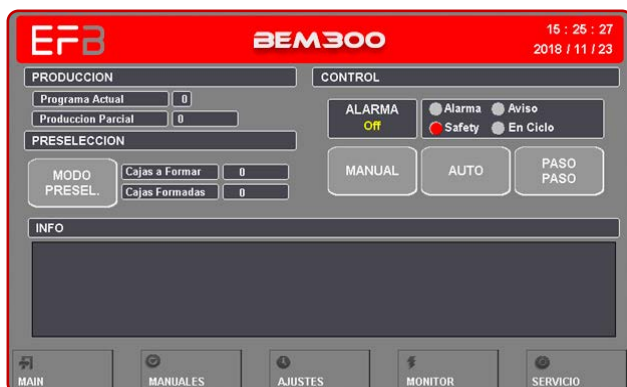 EFB
BEM300
15 : 25 : 27
2018 / 11 / 23
PRODUCCION
Programa Actual 0
Produccion Parcial 0
PRESELECCION
MODO
PRESEL.
Cajas a Formar 0
Cajas Formadas 0
CONTROL
ALARMA
Off
Alarma Aviso
Safety En Ciclo
MANUAL
AUTO
PASO
PASO
INFO
MAIN
MANUALES
AJUSTES
MONITOR
SERVICIO